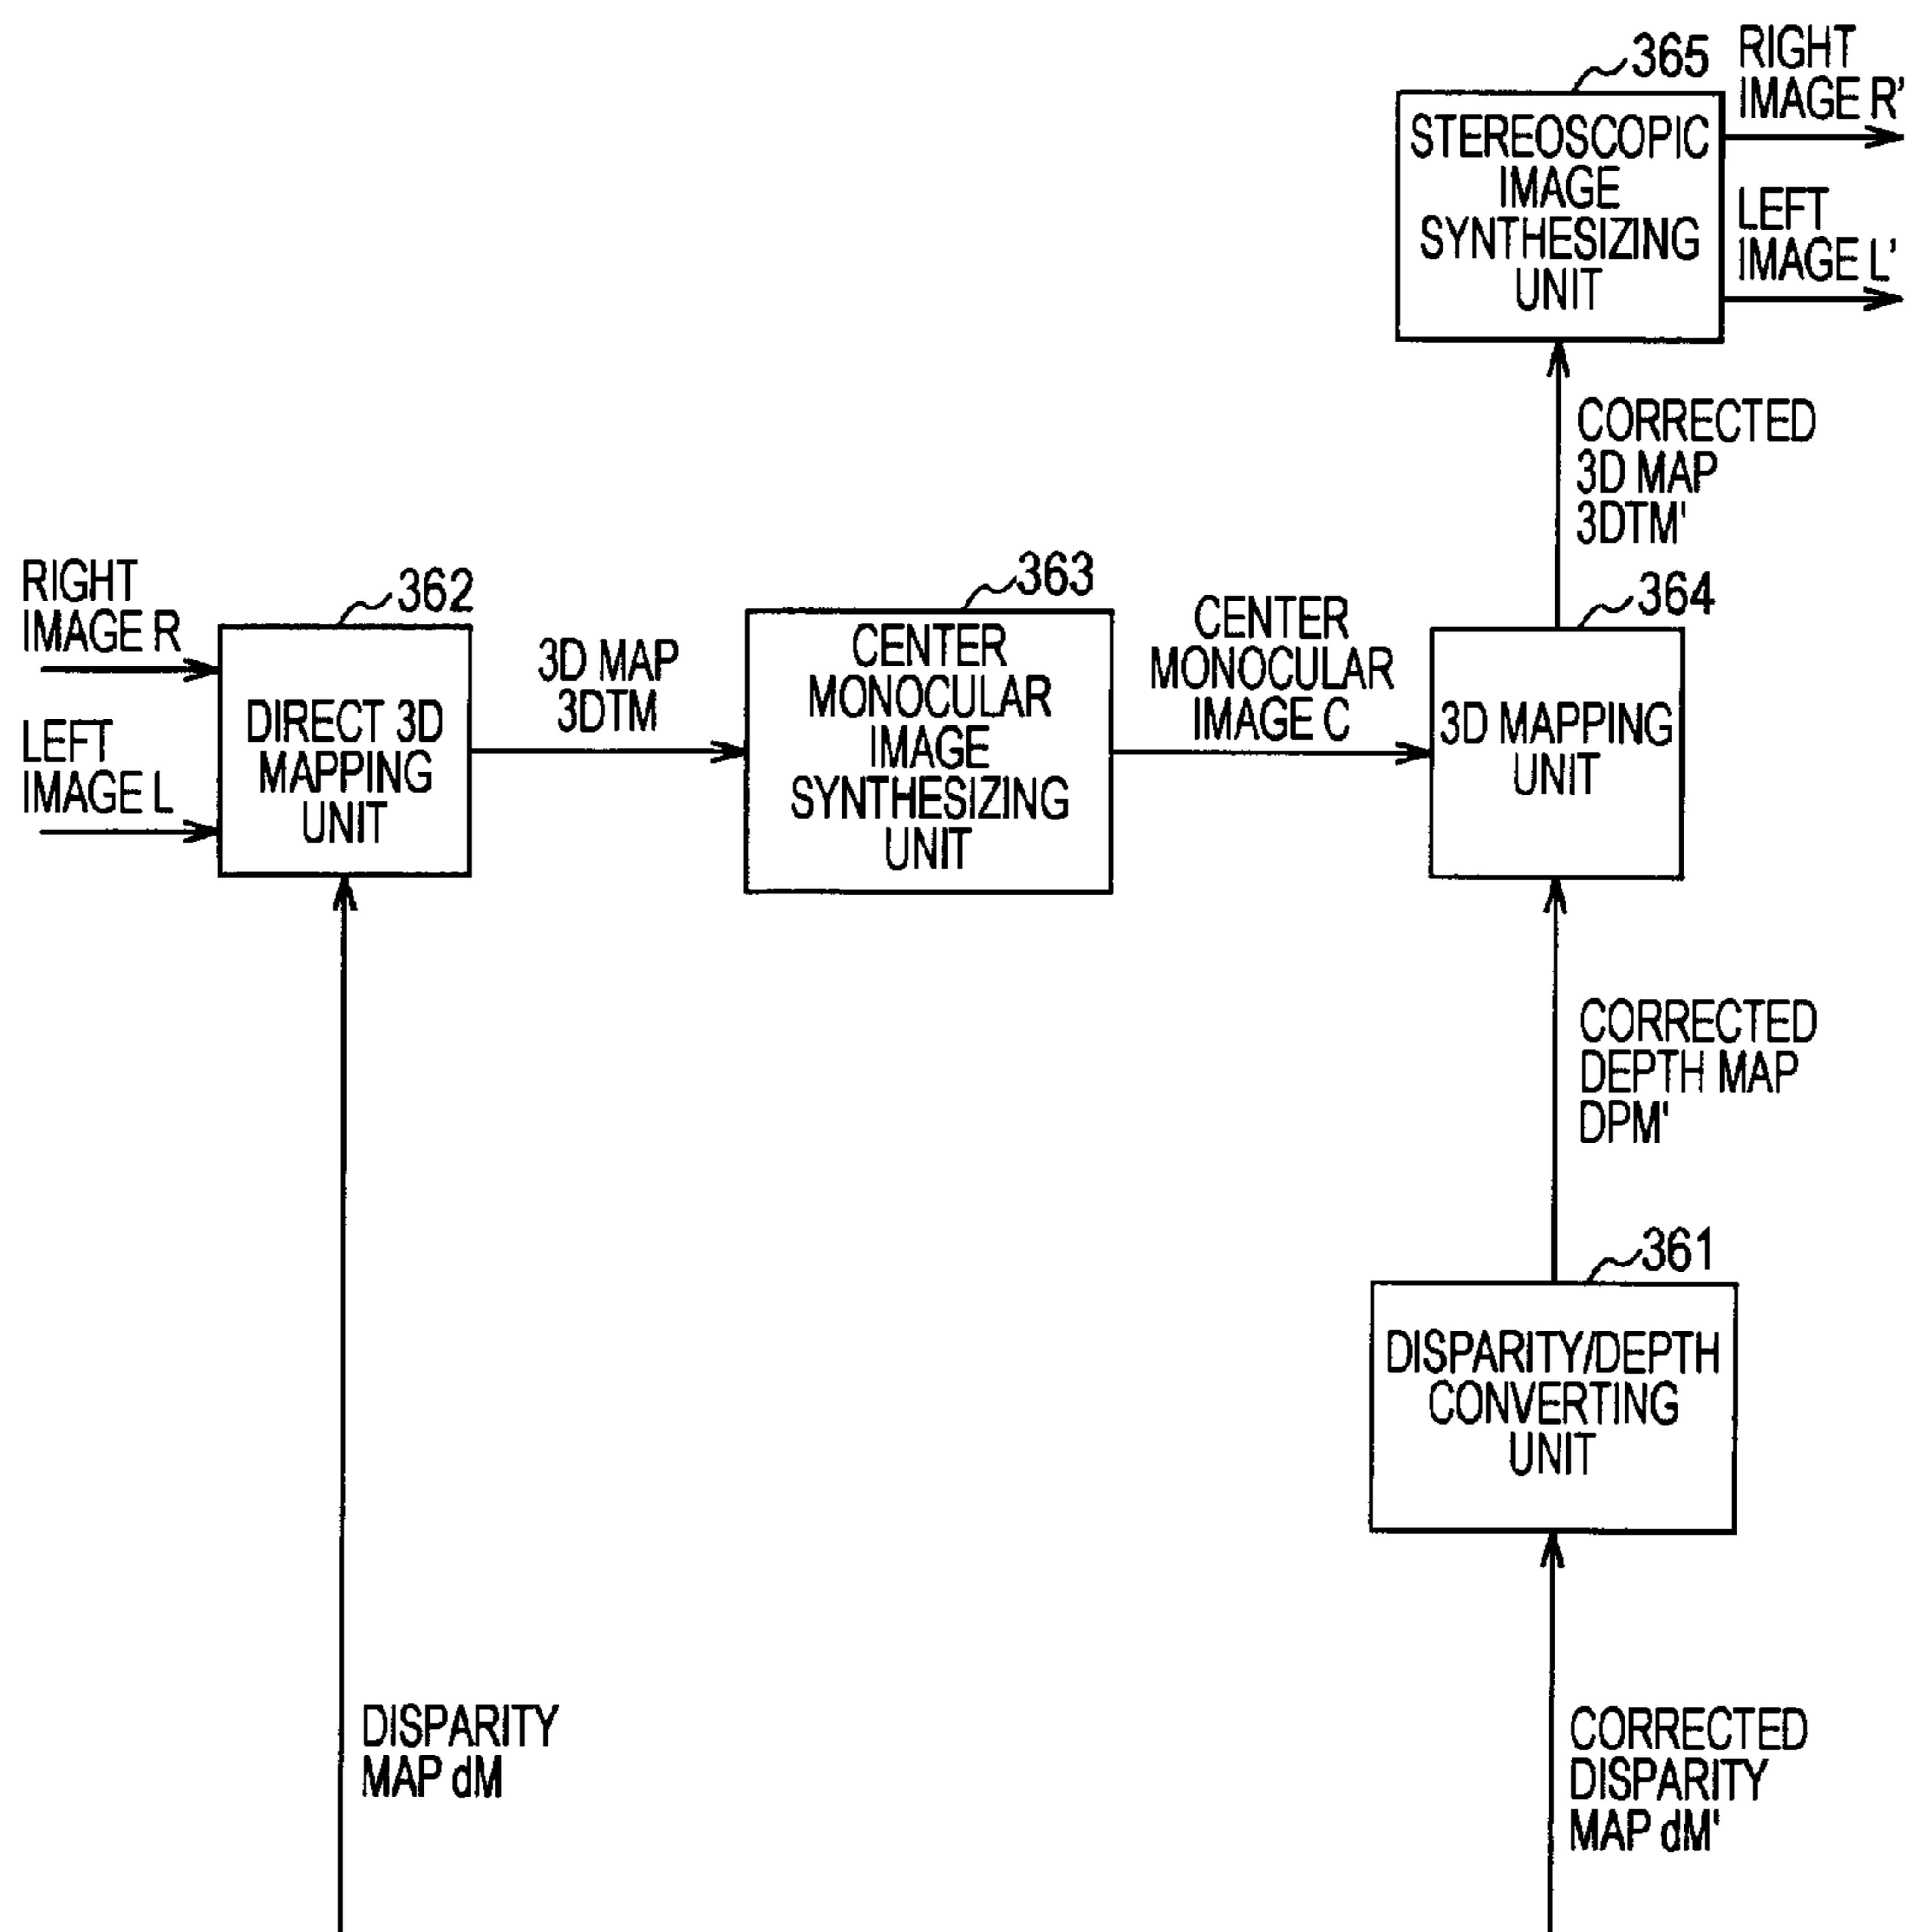 365
RIGHT
IMAGE R'
STEREOSCOPIC
IMAGE
SYNTHESIZING
UNIT
LEFT
IMAGE L'
CORRECTED
3D MAP
3DTM'
RIGHT
IMAGE R
LEFT
IMAGE L
362
DIRECT 3D
MAPPING
UNIT
3D MAP
3DTM
363
CENTER
MONOCULAR
IMAGE
SYNTHESIZING
UNIT
CENTER
MONOCULAR
IMAGE C
364
3D MAPPING
UNIT
CORRECTED
DEPTH MAP
DPM'
361
DISPARITY/DEPTH
CONVERTING
UNIT
DISPARITY
MAP dM
CORRECTED
DISPARITY
MAP dM'